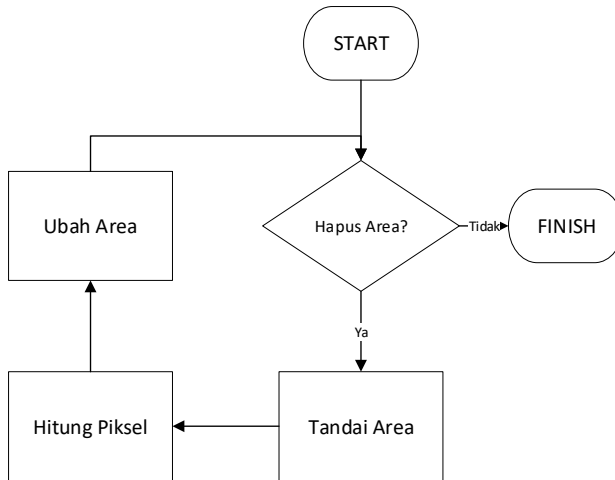 START
Hapus Area?
Tidak
FINISH
Ya
Tandai Area
Hitung Piksel
Ubah Area